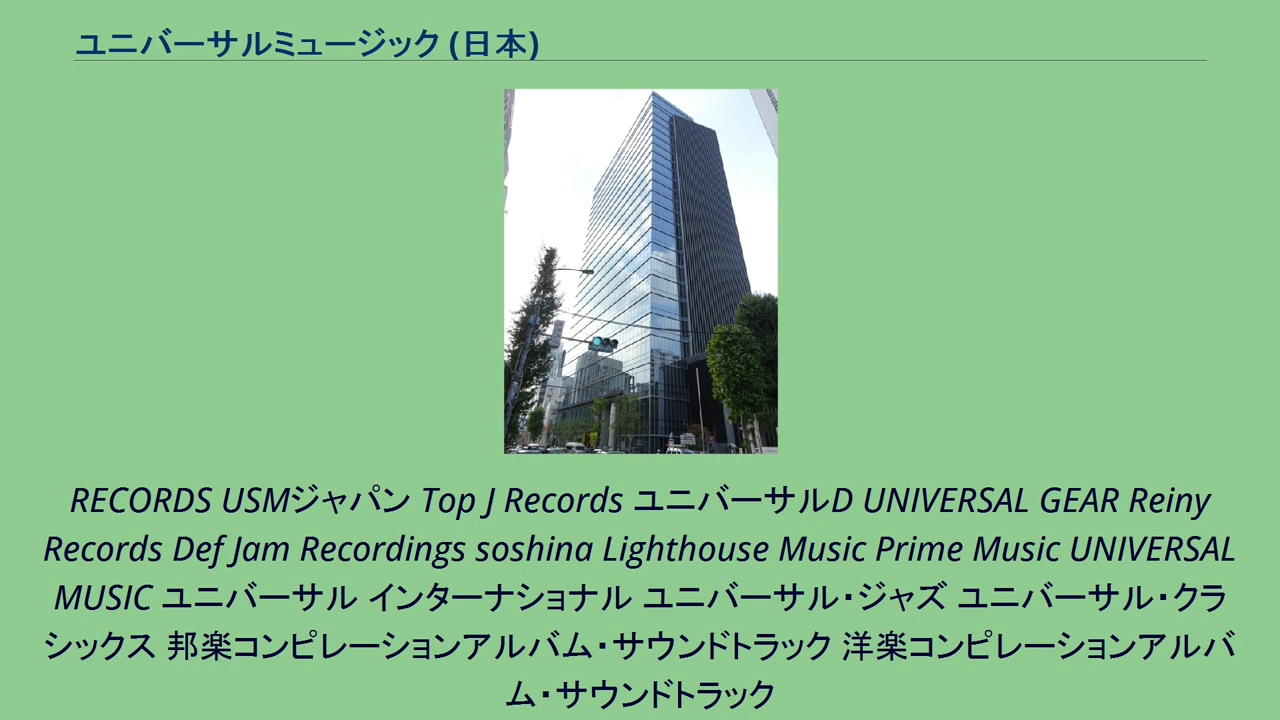 ユニバーサルミュージック (日本)
RECORDS USMジャパン Top J Records ユニバーサルD UNIVERSAL GEAR Reiny
Records Def Jam Recordings soshina Lighthouse Music Prime Music UNIVERSAL
MUSIC ユニバーサル インターナショナル ユニバーサル・ジャズ ユニバーサル・クラ
シックス 邦楽コンピレーションアルバム・サウンドトラック 洋楽コンピレーションアルバ
ム・サウンドトラック